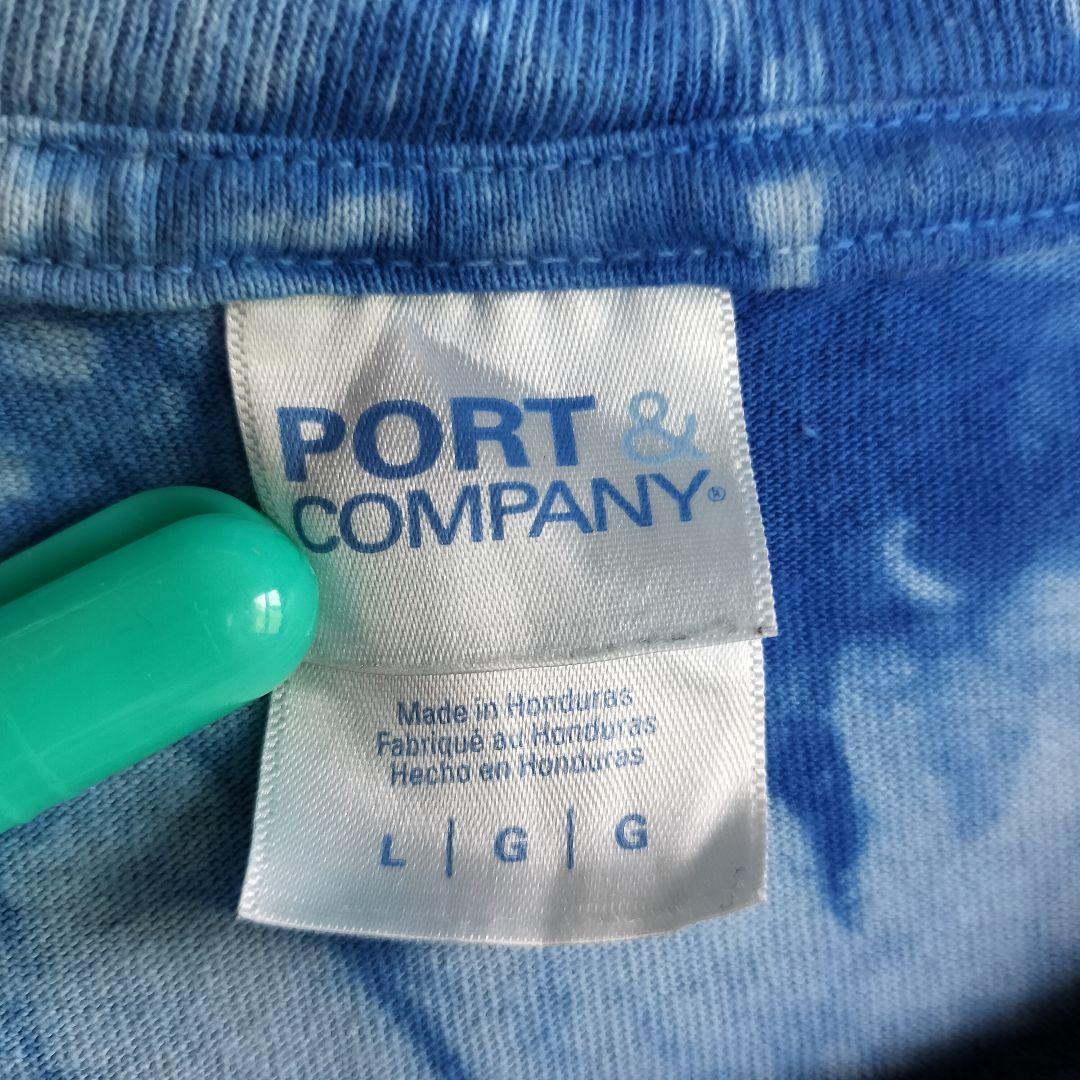 PORT &
COMPANY®
Made in Honduras
Fabriqué au Honduras
Hecho en Honduras
L | G | G